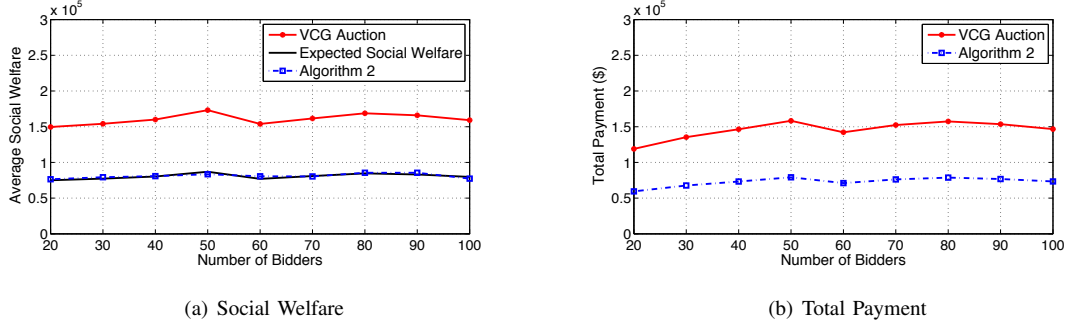 x 10^5
3
2.5
2
1.5
1
0.5
0
20 30 40 50 60 70 80 90 100
Average Social Welfare
Number of Bidders
VCG Auction
Expected Social Welfare
Algorithm 2
(a) Social Welfare
x 10^5
3
2.5
2
1.5
1
0.5
0
20 30 40 50 60 70 80 90 100
Total Payment ($)
Number of Bidders
VCG Auction
Algorithm 2
(b) Total Payment